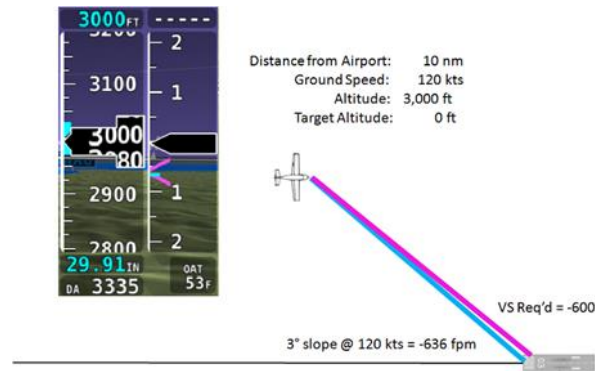 3000FT -----
3200
2
3100
1
3000
80
2900
1
2800
2
29.91IN
OAT
53F
DA 3335
Distance from Airport: 10 nm
Ground Speed: 120 kts
Altitude: 3,000 ft
Target Altitude: 0 ft
VS Req'd = -600
3° slope @ 120 kts = -636 fpm